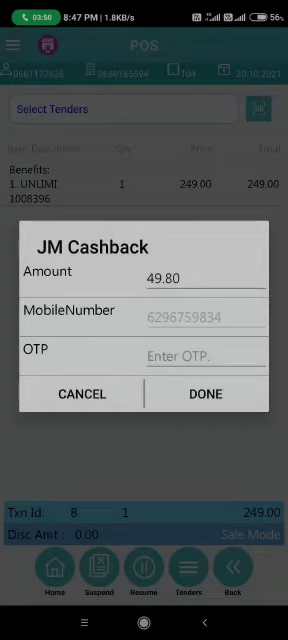 03:50 8:47 PM | 1.8KB/s 56%
POS
0681177626 0660165594 104 20.10.2021
Select Tenders
Item Description Qty Price Total
Benefits:
1. UNLIMI 1 249.00 249.00
1008396
JM Cashback
Amount 49.80
MobileNumber 6296759834
OTP Enter OTP.
CANCEL DONE
Txn Id: 8 1 249.00
Disc Amt : 0.00 Sale Mode
Home Suspend Resume Tenders Back